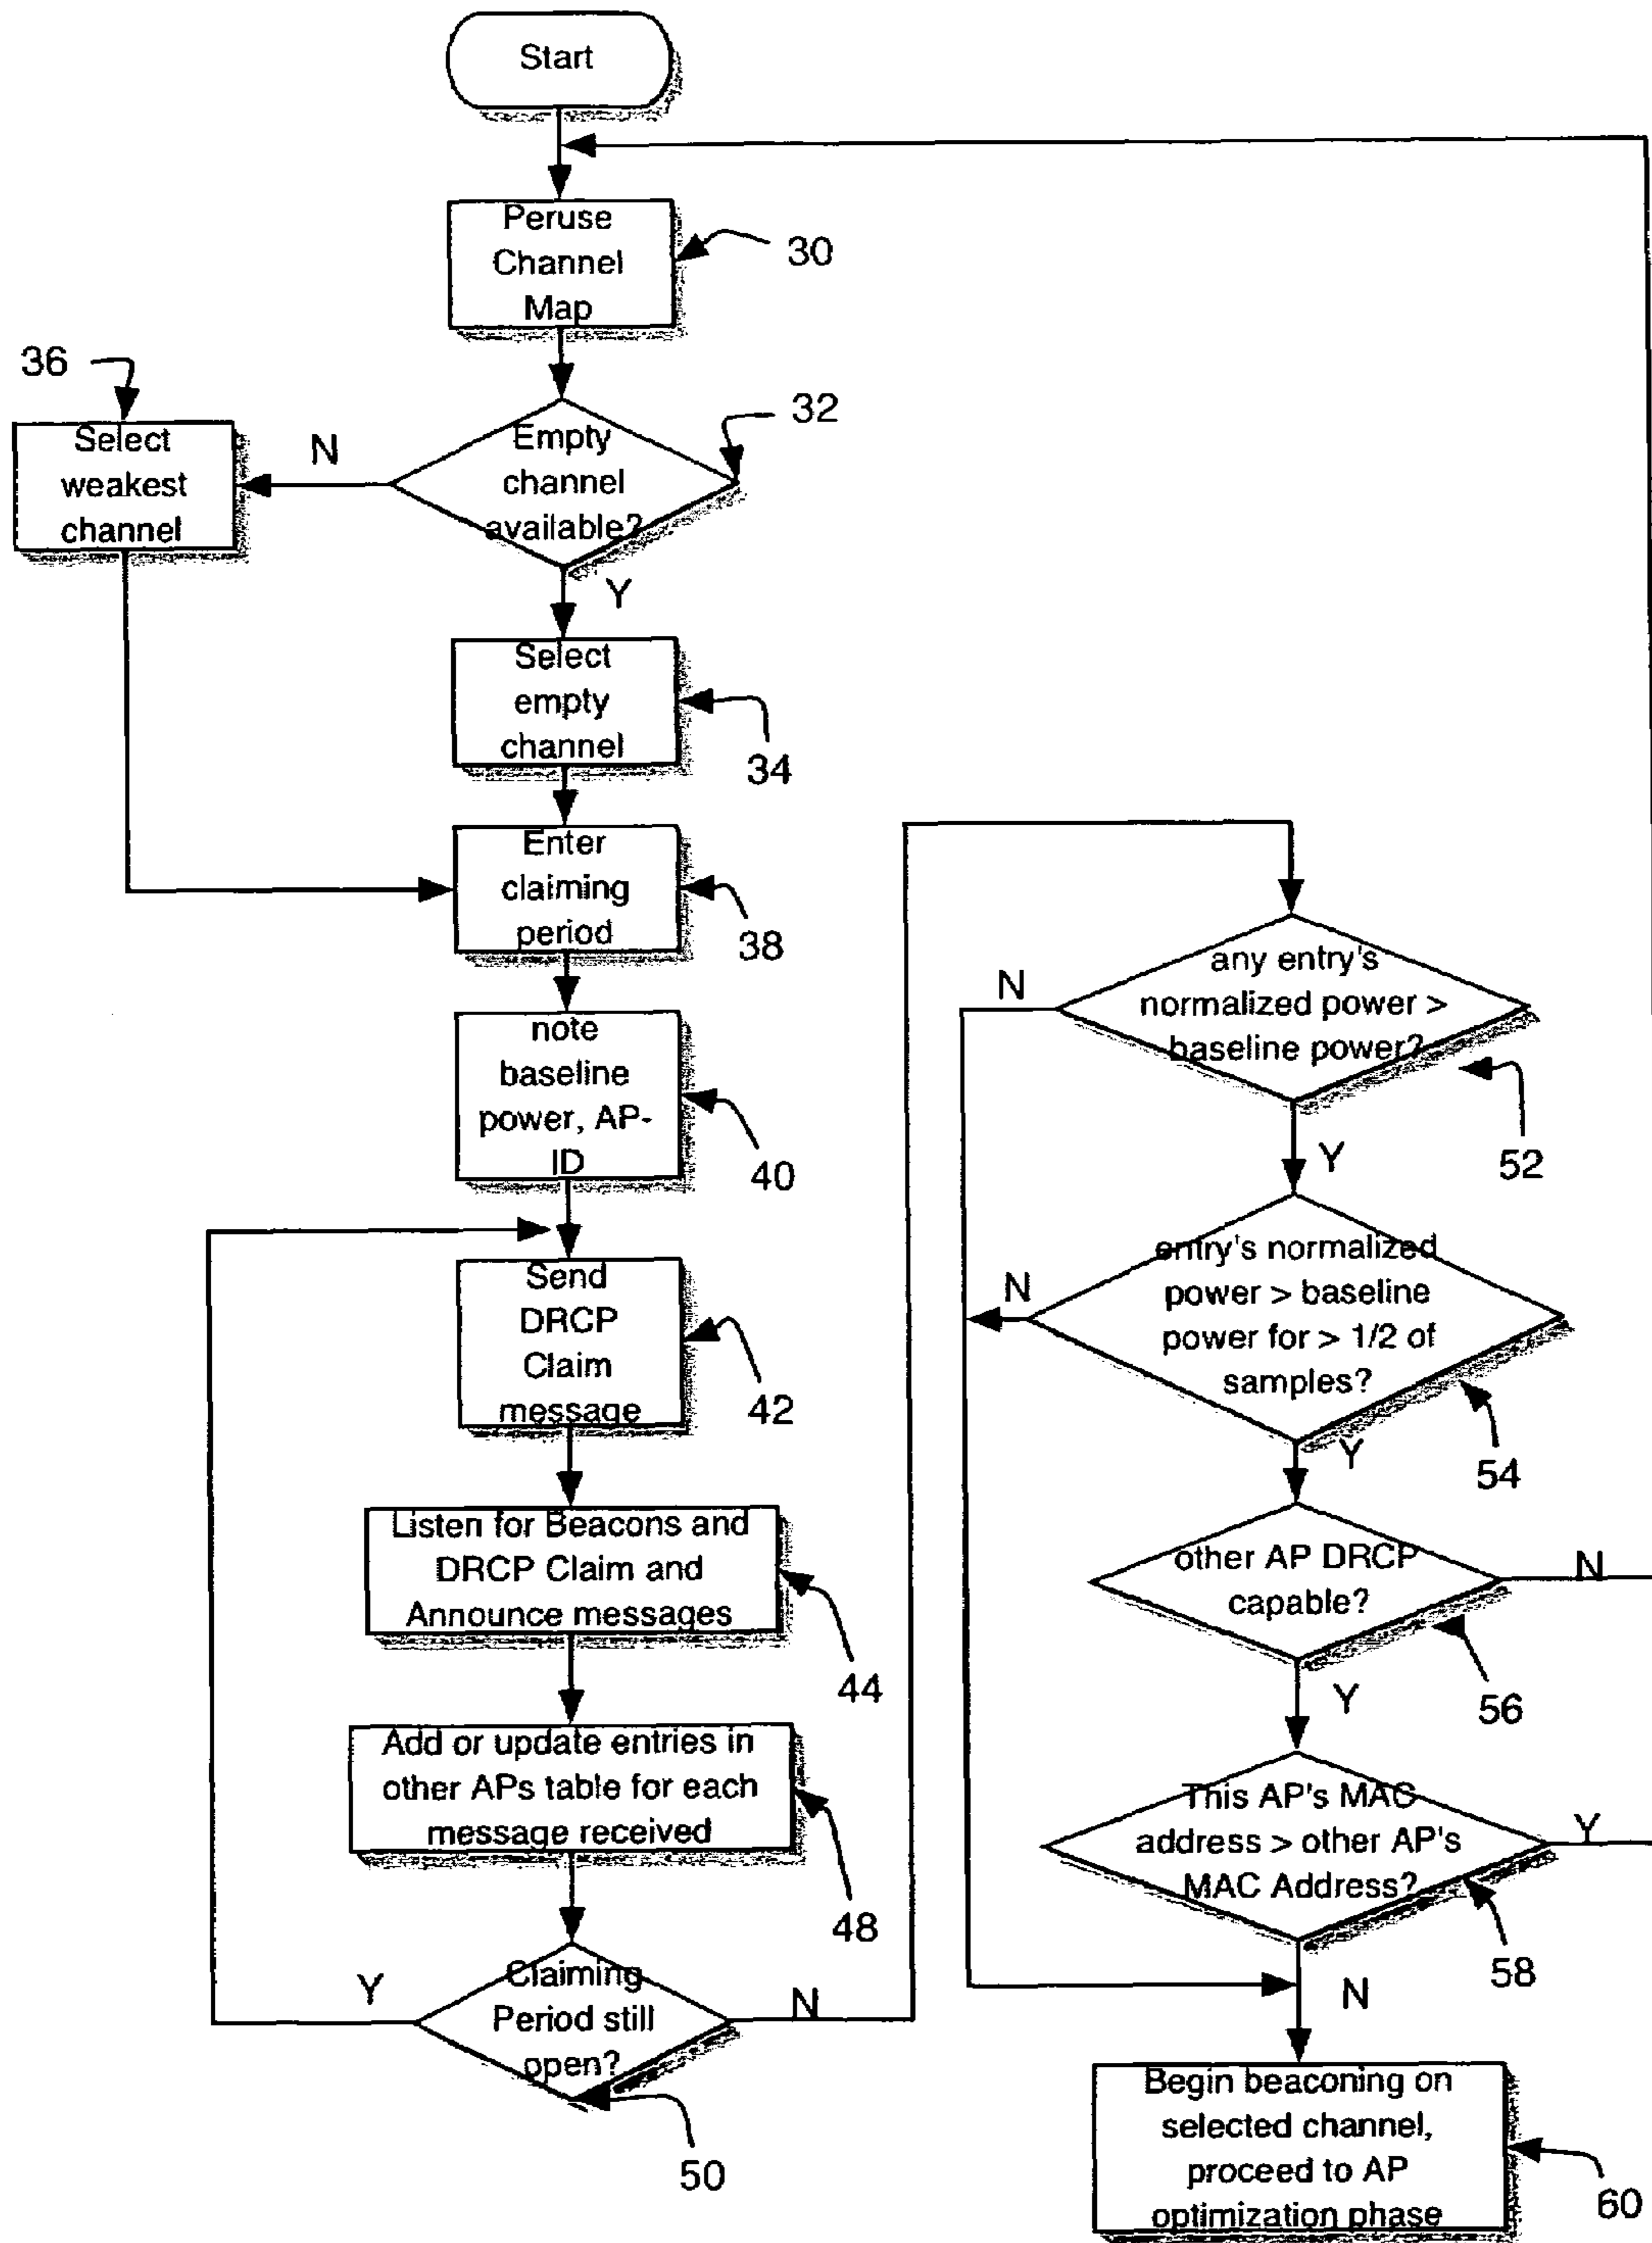 Start
Peruse
Channel
Map
30
36
Select
weakest
channel
N
Empty
channel
available?
32
Y
Select
empty
channel
34
Enter
claiming
period
38
note
baseline
power, AP-
ID
40
Send
DRCP
Claim
message
42
Listen for Beacons and
DRCP Claim and
Announce messages
44
Add or update entries in
other APs table for each
message received
48
Y
Claiming
Period still
open?
N
50
N
any entry's
normalized power >
baseline power?
52
Y
N
entry's normalized
power > baseline
power for > 1/2 of
samples?
54
Y
other AP DRCP
capable?
N
56
Y
This AP's MAC
address > other AP's
MAC Address?
Y
58
N
Begin beaconing on
selected channel,
proceed to AP
optimization phase
60